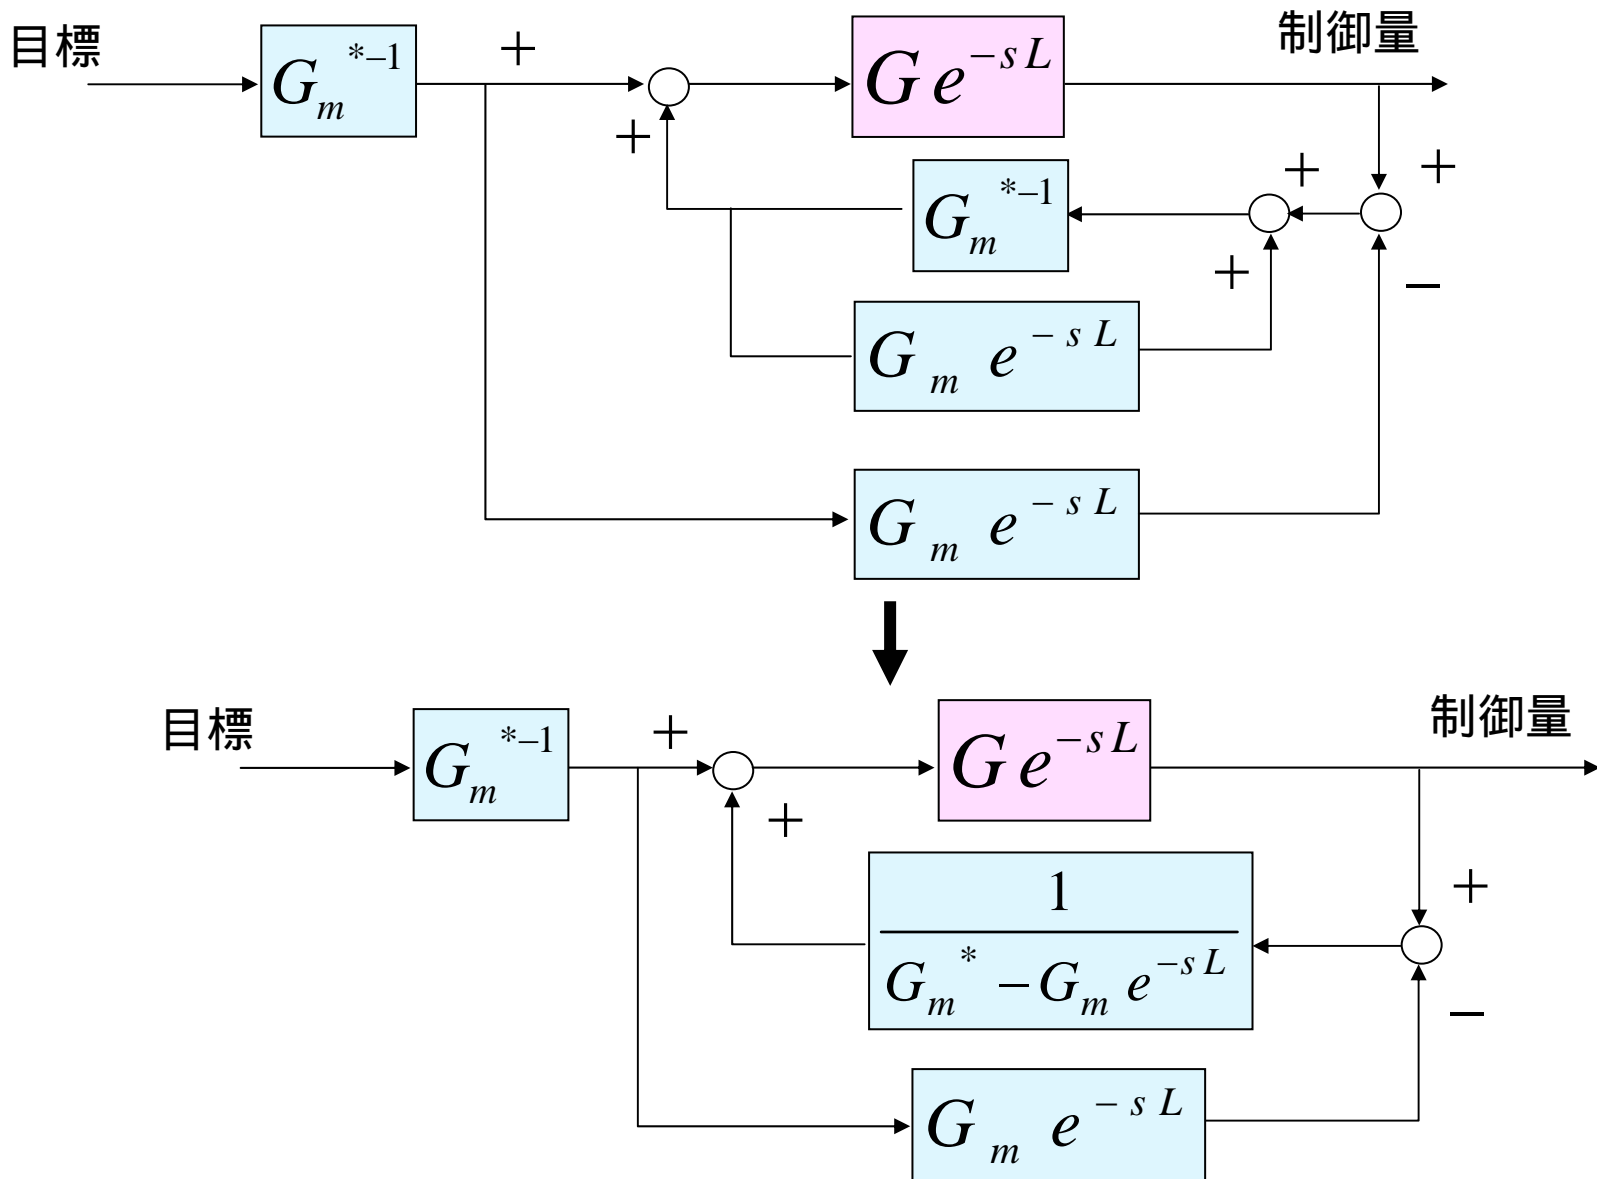 目標
G_m^{*-1}
+
G e^{-sL}
制御量
+
G_m^{*-1}
+
+
+
−
G_m e^{-sL}
G_m e^{-sL}
目標
G_m^{*-1}
+
G e^{-sL}
制御量
+
1
G_m^* − G_m e^{-sL}
+
−
G_m e^{-sL}